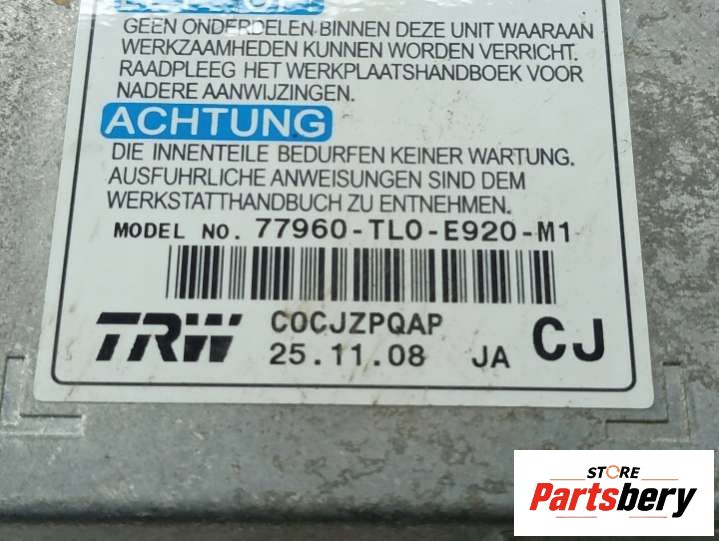 GEEN ONDERDELEN BINNEN DEZE UNIT WAARAAN
WERKZAAMHEDEN KUNNEN WORDEN VERRICHT.
RAADPLEEG HET WERKPLAATSHANDBOEK VOOR
NADERE AANWIJZINGEN.
ACHTUNG
DIE INNENTEILE BEDURFEN KEINER WARTUNG.
AUSFUHRLICHE ANWEISUNGEN SIND DEM
WERKSTATTHANDBUCH ZU ENTNEHMEN.
MODEL NO. 77960-TL0-E920-M1
TRW C0CJZPQAP
25.11.08 JA CJ
STORE
Partsbery